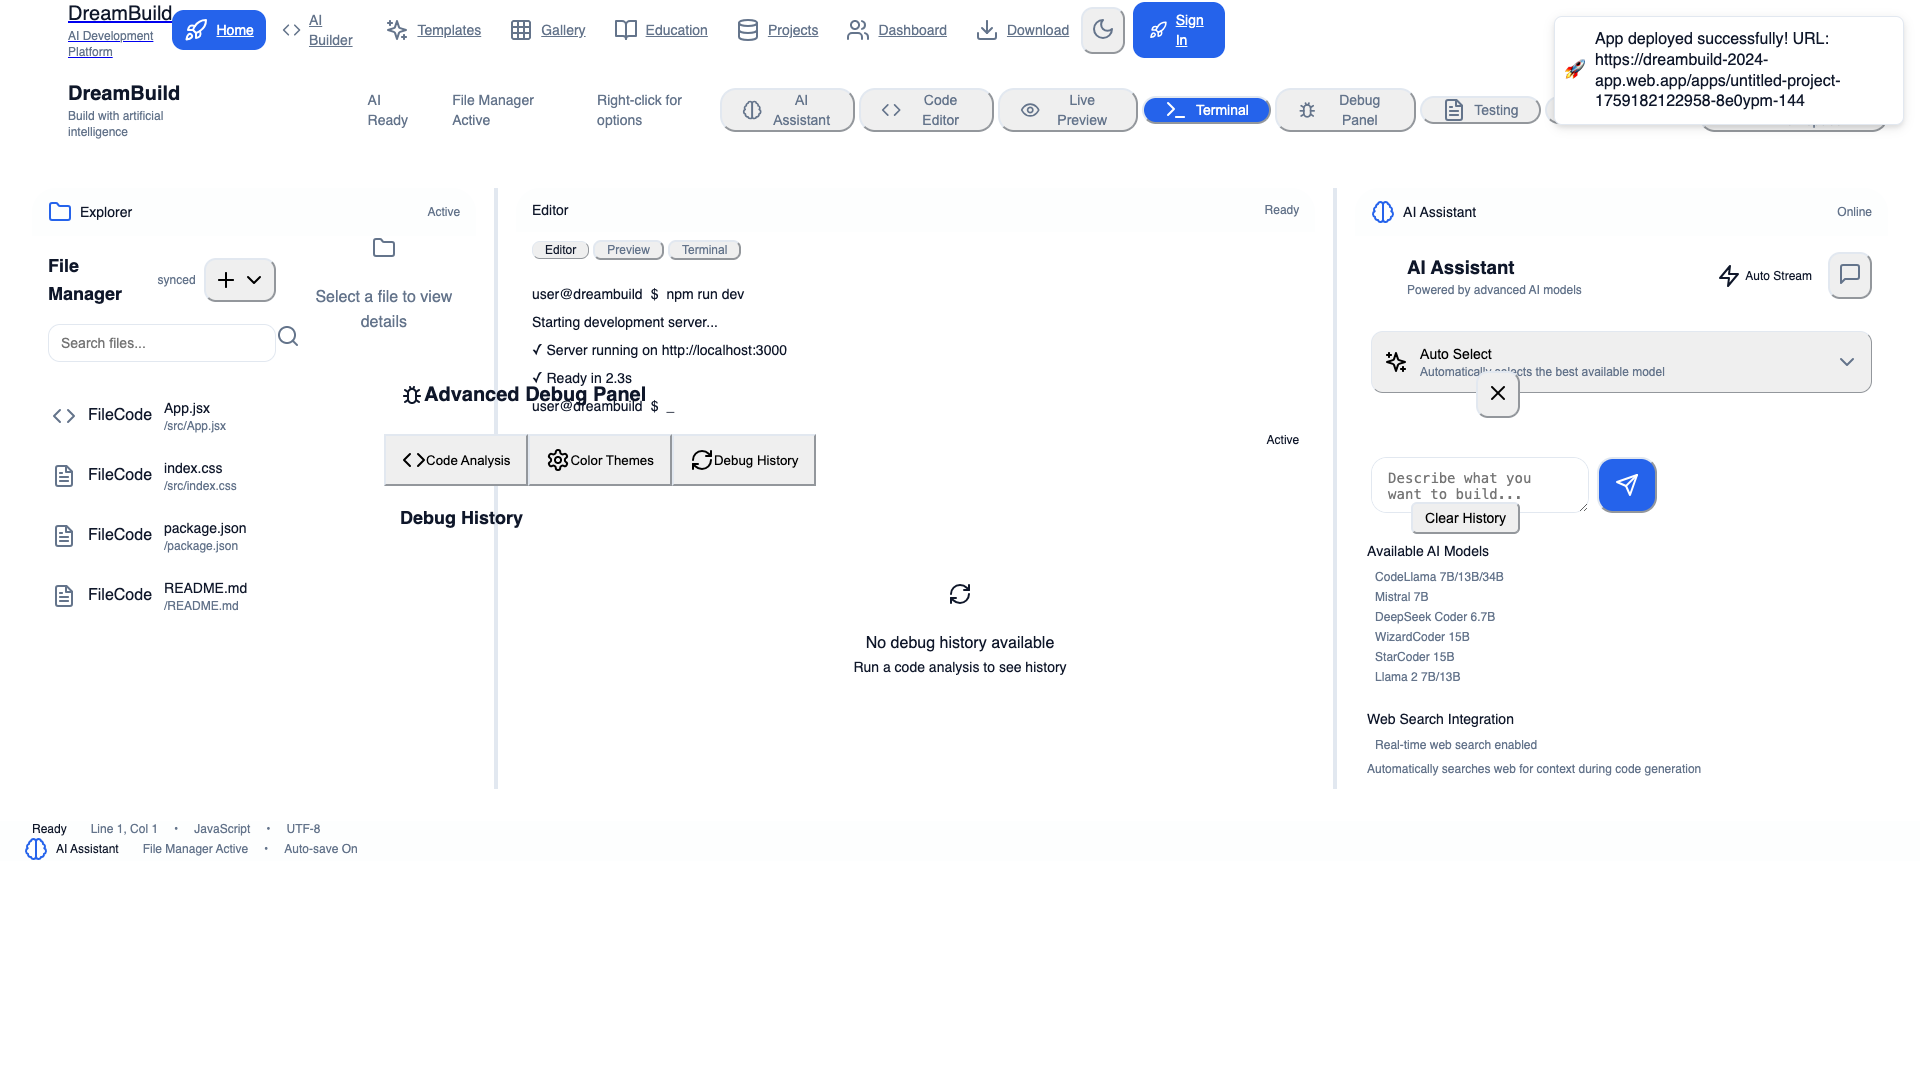 DreamBuild
AI Development
Platform
Home
AI
Builder
Templates
Gallery
Education
Projects
Dashboard
Download
Sign
In
App deployed successfully! URL:
https://dreambuild-2024-
app.web.app/apps/untitled-project-
1759182122958-8e0ypm-144
DreamBuild
Build with artificial
intelligence
AI
Ready
File Manager
Active
Right-click for
options
AI
Assistant
Code
Editor
Live
Preview
Terminal
Debug
Panel
Testing
Explorer
Active
File
Manager
synced
Search files...
Select a file to view
details
FileCode
App.jsx
/src/App.jsx
FileCode
index.css
/src/index.css
FileCode
package.json
/package.json
FileCode
README.md
/README.md
Editor
Ready
Editor
Preview
Terminal
user@dreambuild $ npm run dev
Starting development server...
✓ Server running on http://localhost:3000
✓ Ready in 2.3s
user@dreambuild $ _
Active
Advanced Debug Panel
Code Analysis
Color Themes
Debug History
Debug History
Clear History
No debug history available
Run a code analysis to see history
AI Assistant
Online
AI Assistant
Powered by advanced AI models
Auto Stream
Auto Select
Automatically selects the best available model
Describe what you
want to build...
Available AI Models
CodeLlama 7B/13B/34B
Mistral 7B
DeepSeek Coder 6.7B
WizardCoder 15B
StarCoder 15B
Llama 2 7B/13B
Web Search Integration
Real-time web search enabled
Automatically searches web for context during code generation
Ready
Line 1, Col 1
•
JavaScript
•
UTF-8
AI Assistant
File Manager Active
•
Auto-save On